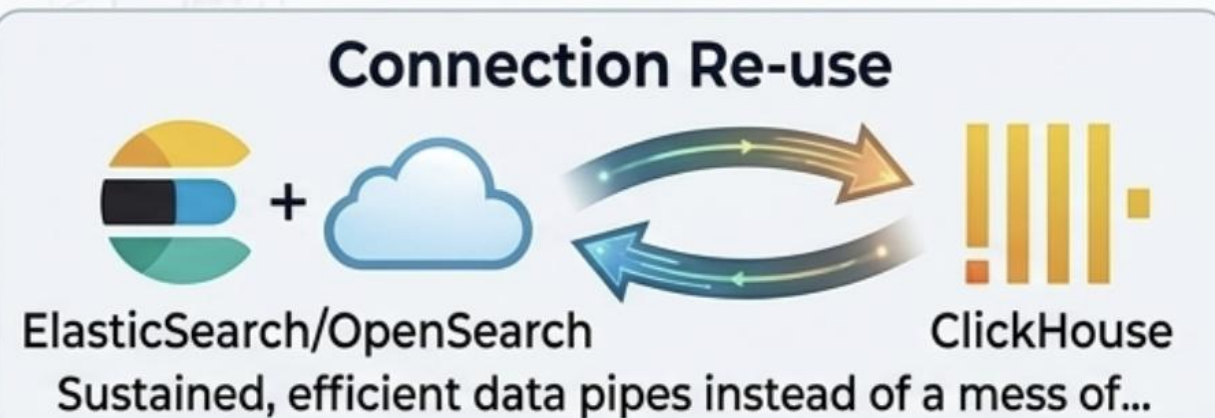 Connection Re-use
+
ElasticSearch/OpenSearch
ClickHouse
Sustained, efficient data pipes instead of a mess of...